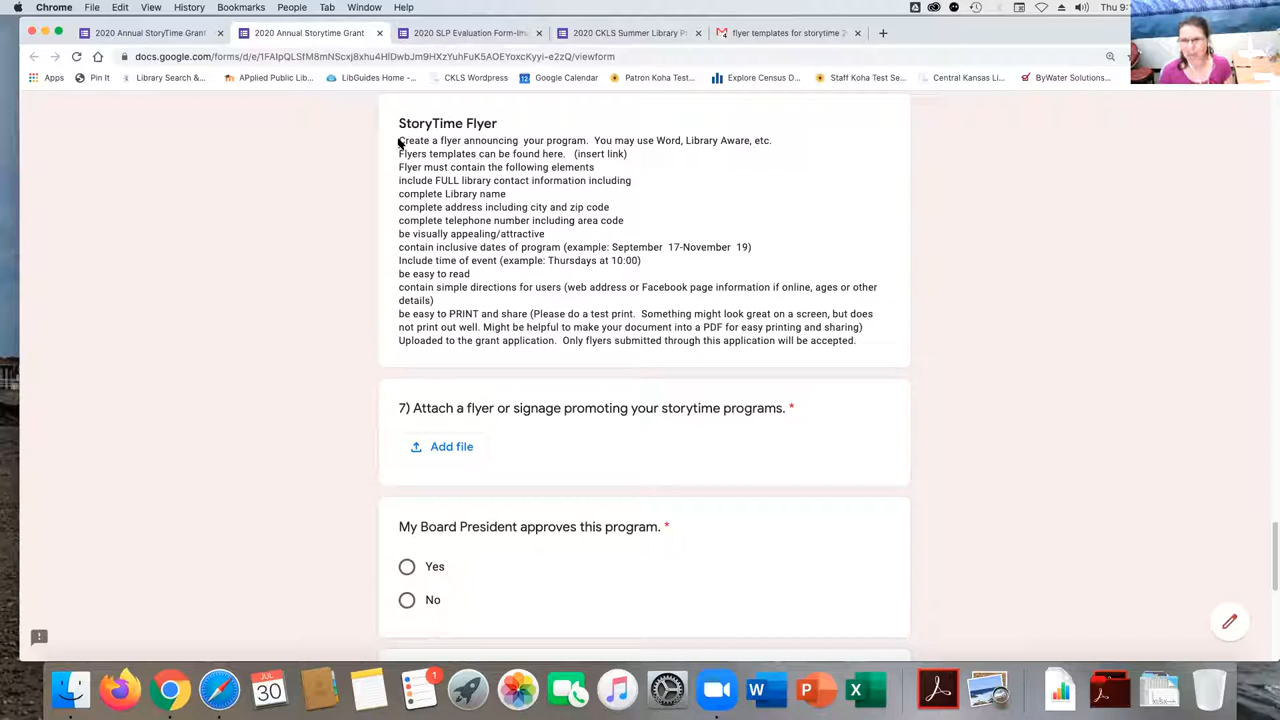 Chrome File Edit View History Bookmarks People Tab Window Help
2020 Annual StoryTime Grant
2020 Annual Storytime Grant
2020 SLP Evaluation Form-Ima
2020 CKLS Summer Library P
flyer templates for storytime 2
docs.google.com/forms/d/e/1FAIpQLSfM8mNScxj8xhu4HlDwbJm9HXzYuhFuK5AOEYoxcKyyi-e2zQ/viewform
Apps
Pin It
Library Search &...
APplied Public Lib...
LibGuides Home -...
CKLS Wordpress
Google Calendar
Patron Koha Test...
Explore Census D...
Staff Koha Test Se...
Central Kansas Li...
ByWater Solutions...
StoryTime Flyer
Create a flyer announcing your program. You may use Word, Library Aware, etc.
Flyers templates can be found here. (insert link)
Flyer must contain the following elements
include FULL library contact information including
complete Library name
complete address including city and zip code
complete telephone number including area code
be visually appealing/attractive
contain inclusive dates of program (example: September 17-November 19)
Include time of event (example: Thursdays at 10:00)
be easy to read
contain simple directions for users (web address or Facebook page information if online, ages or other
details)
be easy to PRINT and share (Please do a test print. Something might look great on a screen, but does
not print out well. Might be helpful to make your document into a PDF for easy printing and sharing)
Uploaded to the grant application. Only flyers submitted through this application will be accepted.
7) Attach a flyer or signage promoting your storytime programs. *
Add file
My Board President approves this program. *
Yes
No
JUL
30
1
W
P
X